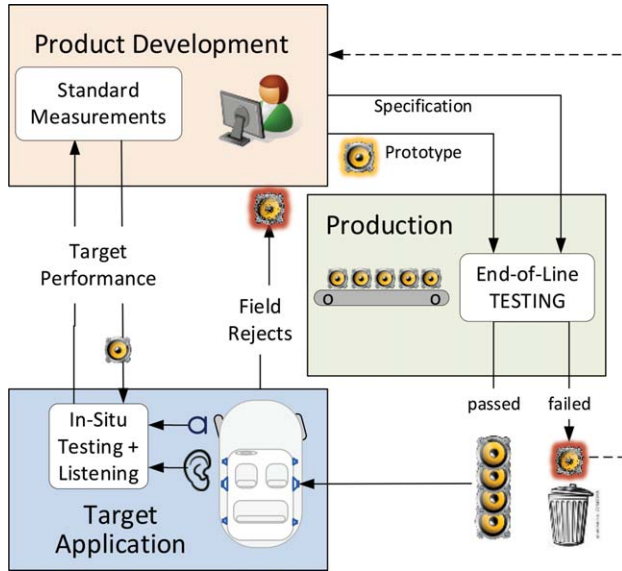 Product Development
Standard
Measurements
Specification
Prototype
Target
Performance
Field
Rejects
Production
End-of-Line
TESTING
passed
failed
In-Situ
Testing +
Listening
a
Target
Application